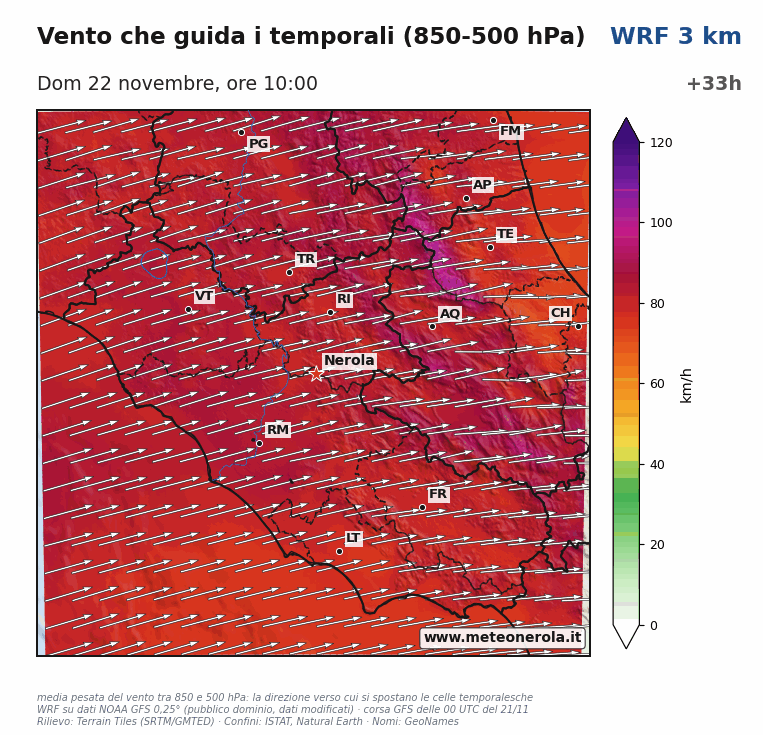 Vento che guida i temporali (850-500 hPa) WRF 3 km
Dom 22 novembre, ore 10:00 +33h
FM
PG
AP
TE
TR
VT
RI
AQ
CH
Nerola
RM
FR
LT
www.meteonerola.it
120
100
80
60
40
20
0
km/h
media pesata del vento tra 850 e 500 hPa: la direzione verso cui si spostano le celle temporalesche
WRF su dati NOAA GFS 0,25° (pubblico dominio, dati modificati) · corsa GFS delle 00 UTC del 21/11
Rilievo: Terrain Tiles (SRTM/GMTED) · Confini: ISTAT, Natural Earth · Nomi: GeoNames